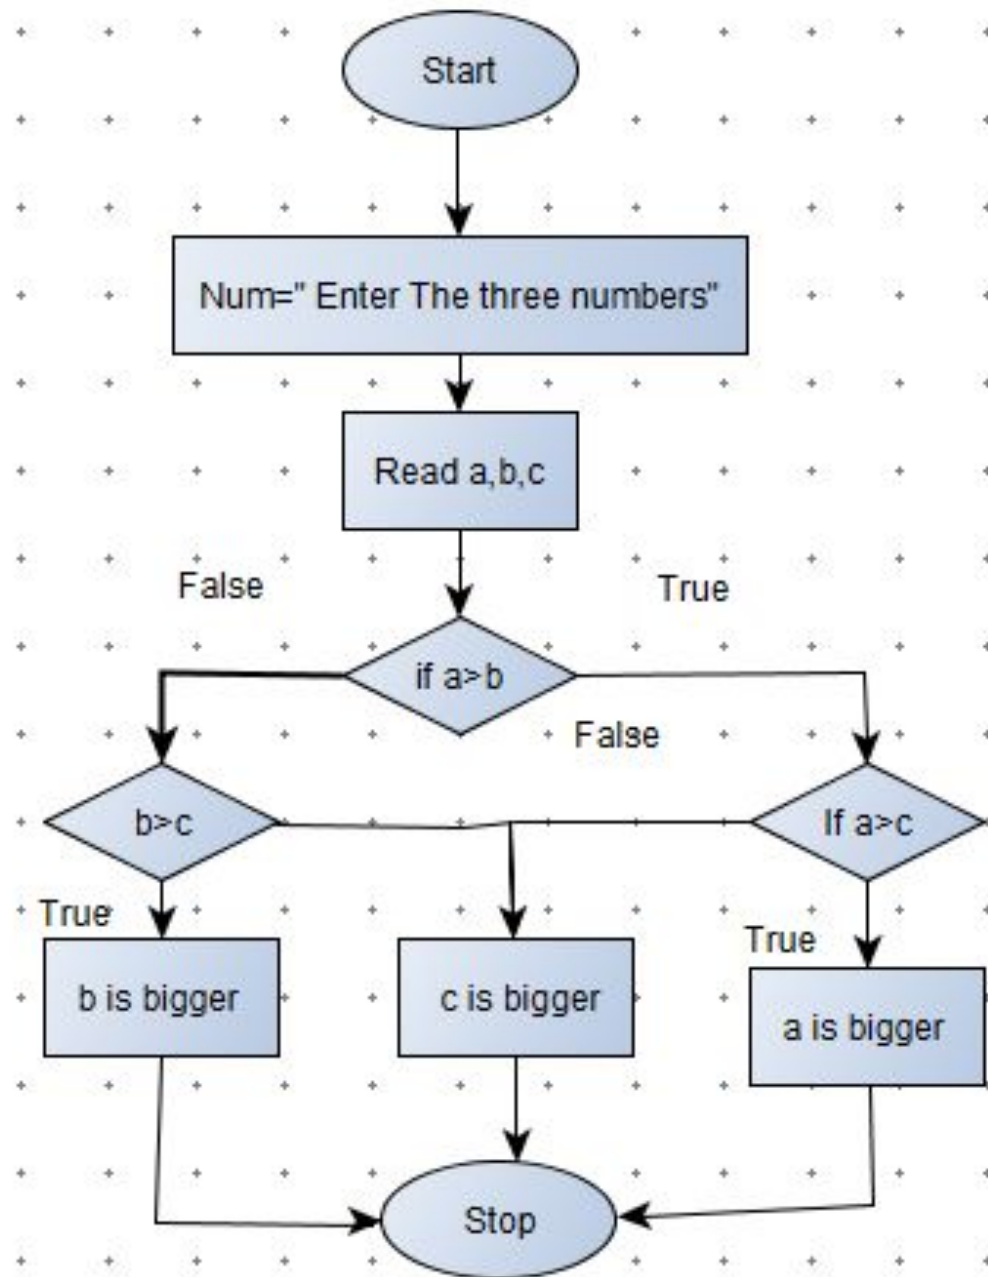 Start
Num=" Enter The three numbers"
Read a,b,c
False
True
if a>b
False
b>c
If a>c
True
True
b is bigger
c is bigger
a is bigger
Stop